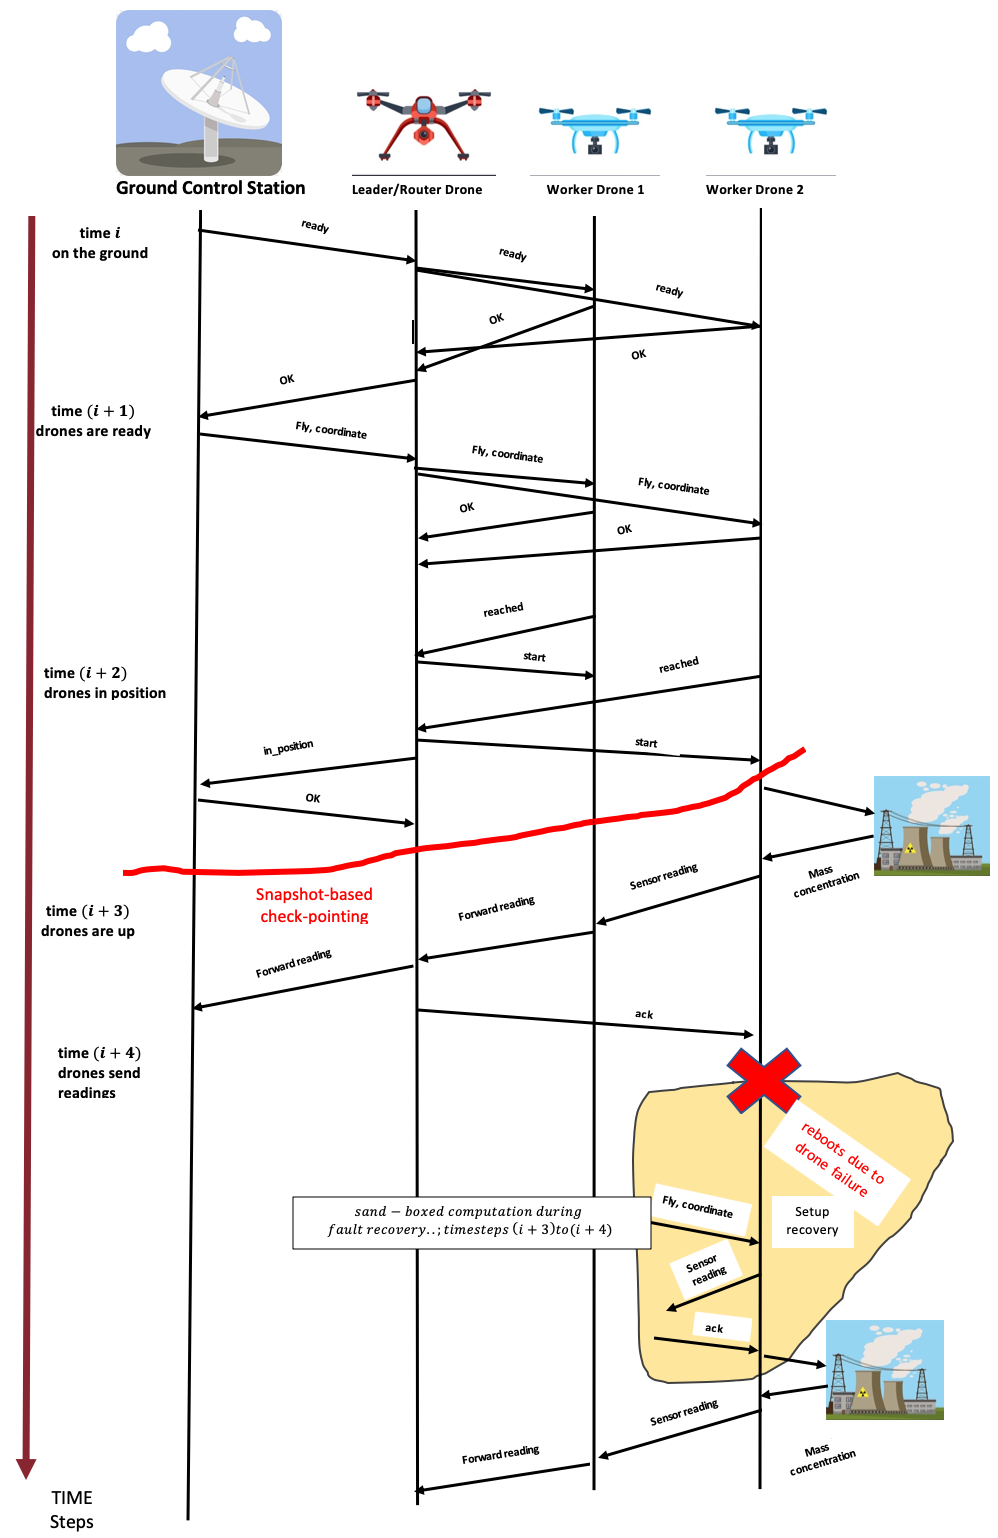 Ground Control Station
Leader/Router Drone
Worker Drone 1
Worker Drone 2
time i
on the ground
ready
ready
ready
OK
OK
OK
time (i + 1)
drones are ready
Fly, coordinate
Fly, coordinate
Fly, coordinate
OK
OK
reached
start
reached
time (i + 2)
drones in position
in_position
start
OK
Mass
concentration
Sensor reading
Snapshot-based
check-pointing
Forward reading
time (i + 3)
drones are up
Forward reading
ack
time (i + 4)
drones send
readings
reboots due to
drone failure
Fly, coordinate
Setup
recovery
sand − boxed computation during
fault recovery..; timesteps (i + 3)to(i + 4)
Sensor
reading
ack
Sensor reading
Mass
concentration
Forward reading
TIME
Steps